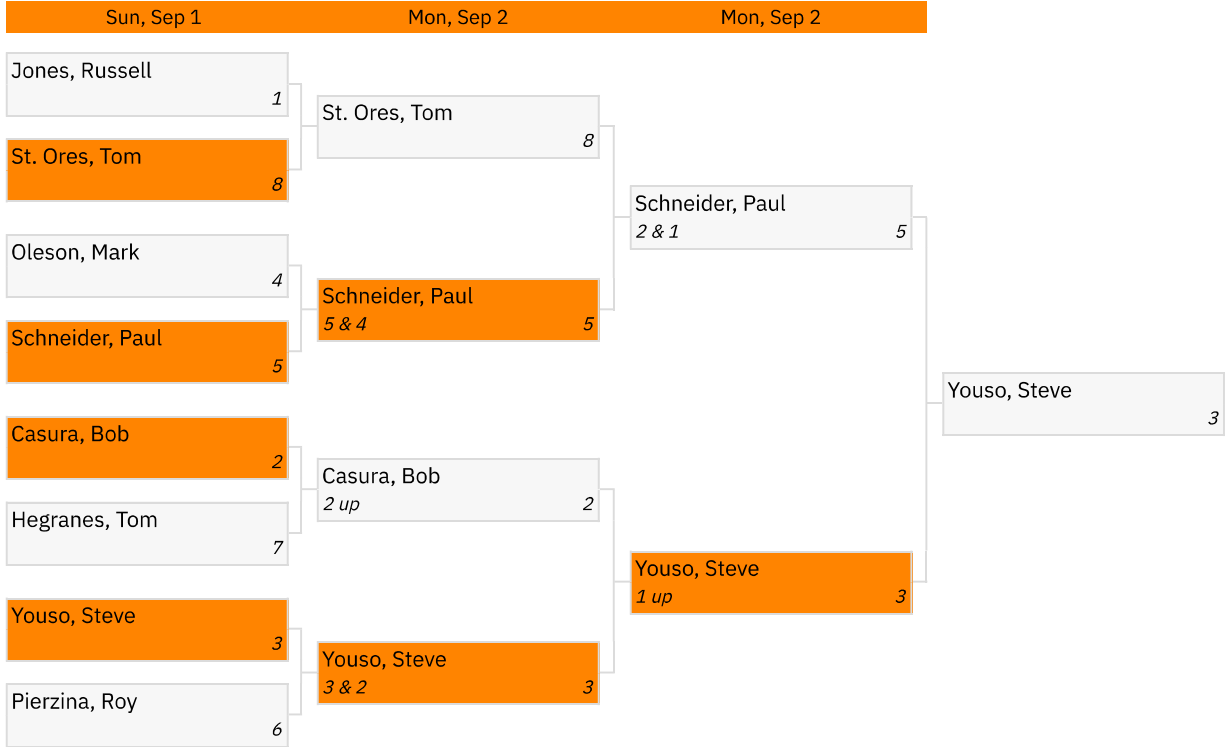 Sun, Sep 1
Mon, Sep 2
Mon, Sep 2
Jones, Russell
1
St. Ores, Tom
8
Oleson, Mark
4
Schneider, Paul
5
Casura, Bob
2
Hegranes, Tom
7
Youso, Steve
3
Pierzina, Roy
6
St. Ores, Tom
8
Schneider, Paul
5 & 4 5
Casura, Bob
2 up 2
Youso, Steve
3 & 2 3
Schneider, Paul
2 & 1 5
Youso, Steve
1 up 3
Youso, Steve
3